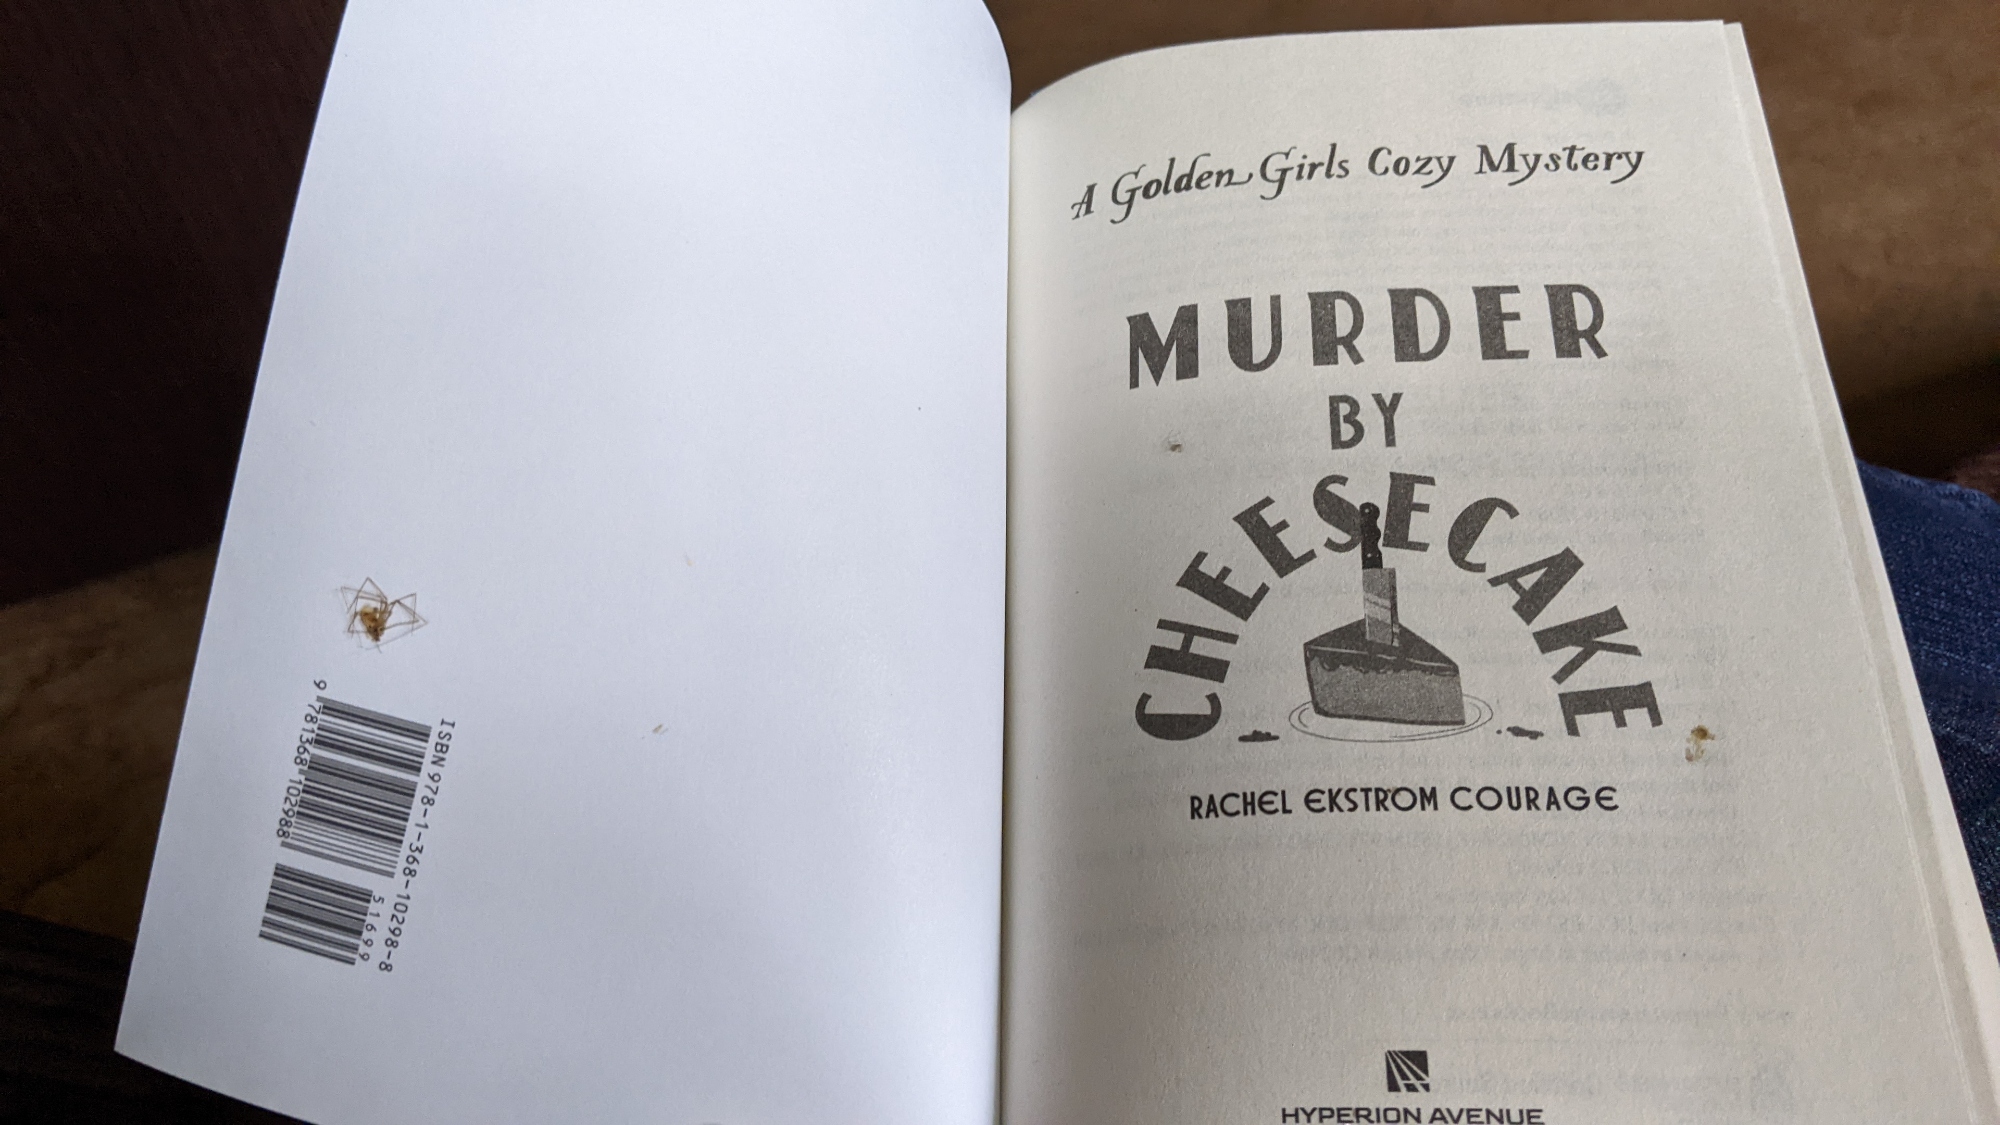 ISBN 978-1-368-10298-8
51699
9 781368 102988
A Golden Girls Cozy Mystery
MURDER
BY
CHEESECAKE
RACHEL EKSTROM COURAGE
HYPERION AVENUE